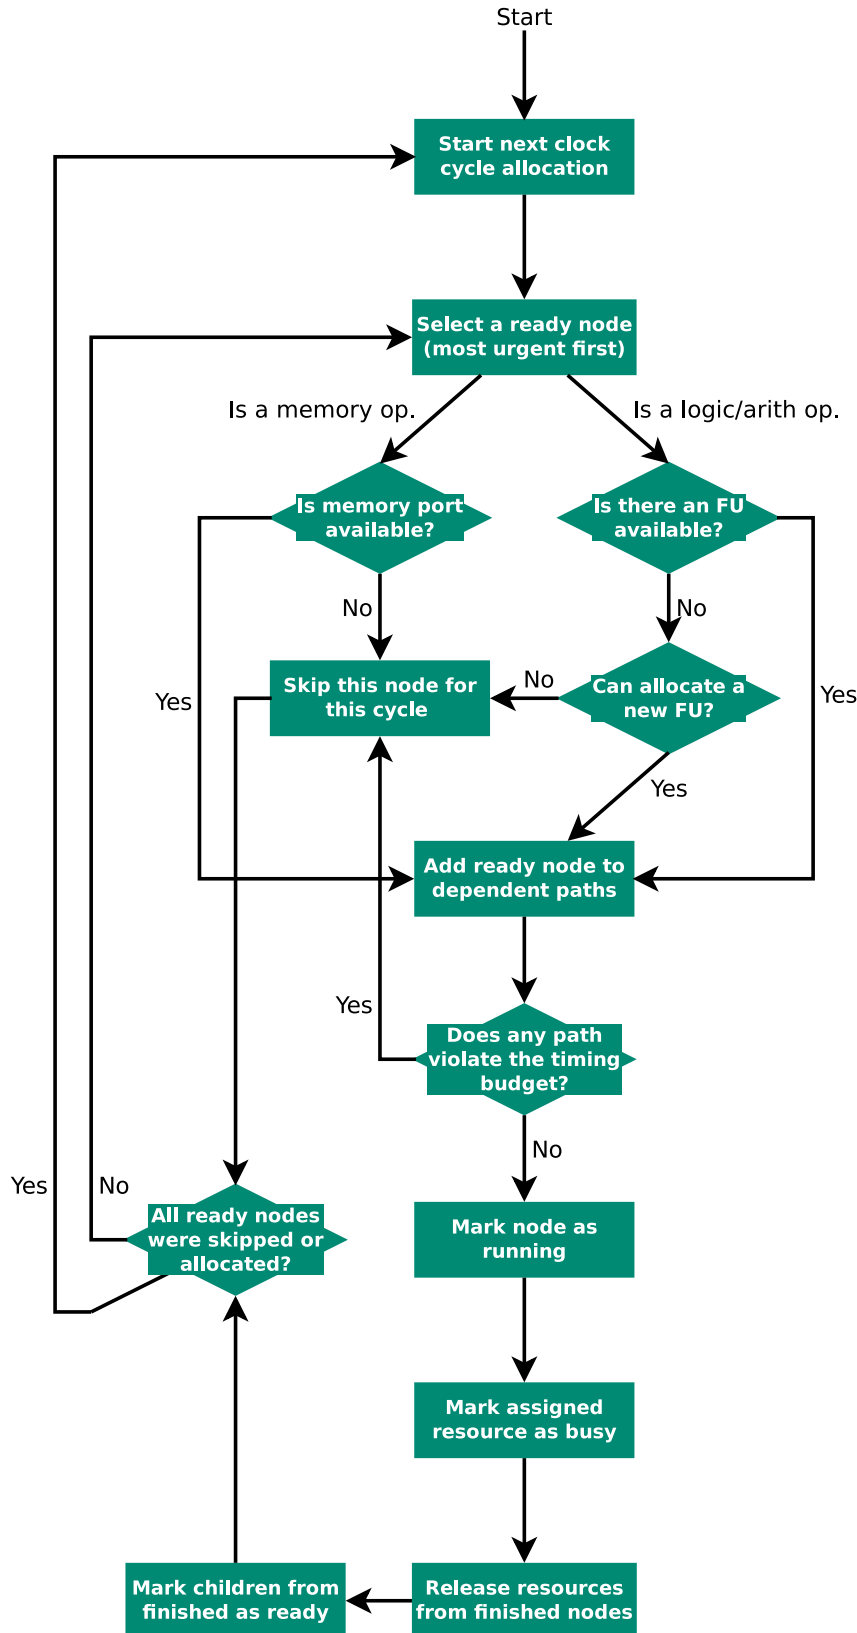 Start
Start next clock
cycle allocation
Select a ready node
(most urgent first)
Is a memory op.
Is a logic/arith op.
Is memory port
available?
Is there an FU
available?
No
No
Skip this node for
this cycle
No
Can allocate a
new FU?
Yes
Yes
Yes
Add ready node to
dependent paths
Yes
Does any path
violate the timing
budget?
No
Yes
No
All ready nodes
were skipped or
allocated?
Mark node as
running
Mark assigned
resource as busy
Mark children from
finished as ready
Release resources
from finished nodes